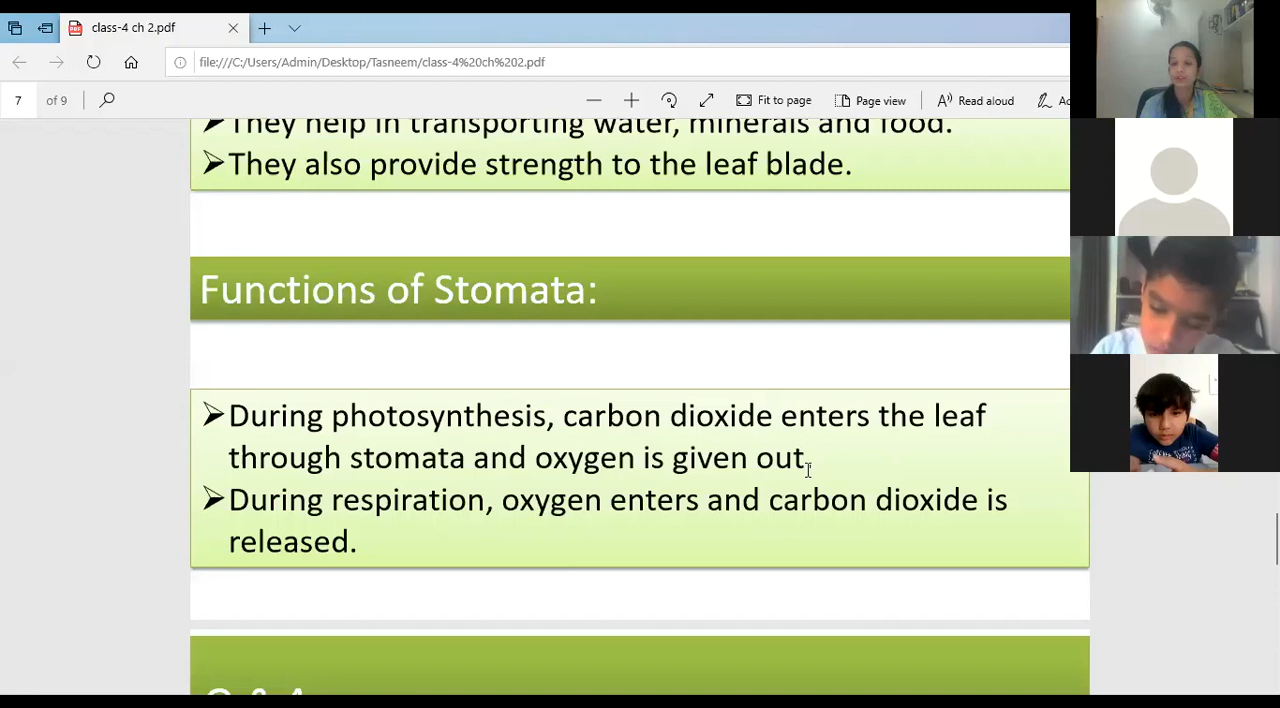 class-4 ch 2.pdf
file:///C:/Users/Admin/Desktop/Tasneem/class-4%20ch%202.pdf
7 of 9
Fit to page
Page view
Read aloud
They help in transporting water, minerals and food.
They also provide strength to the leaf blade.
Functions of Stomata:
During photosynthesis, carbon dioxide enters the leaf
through stomata and oxygen is given out.
During respiration, oxygen enters and carbon dioxide is
released.